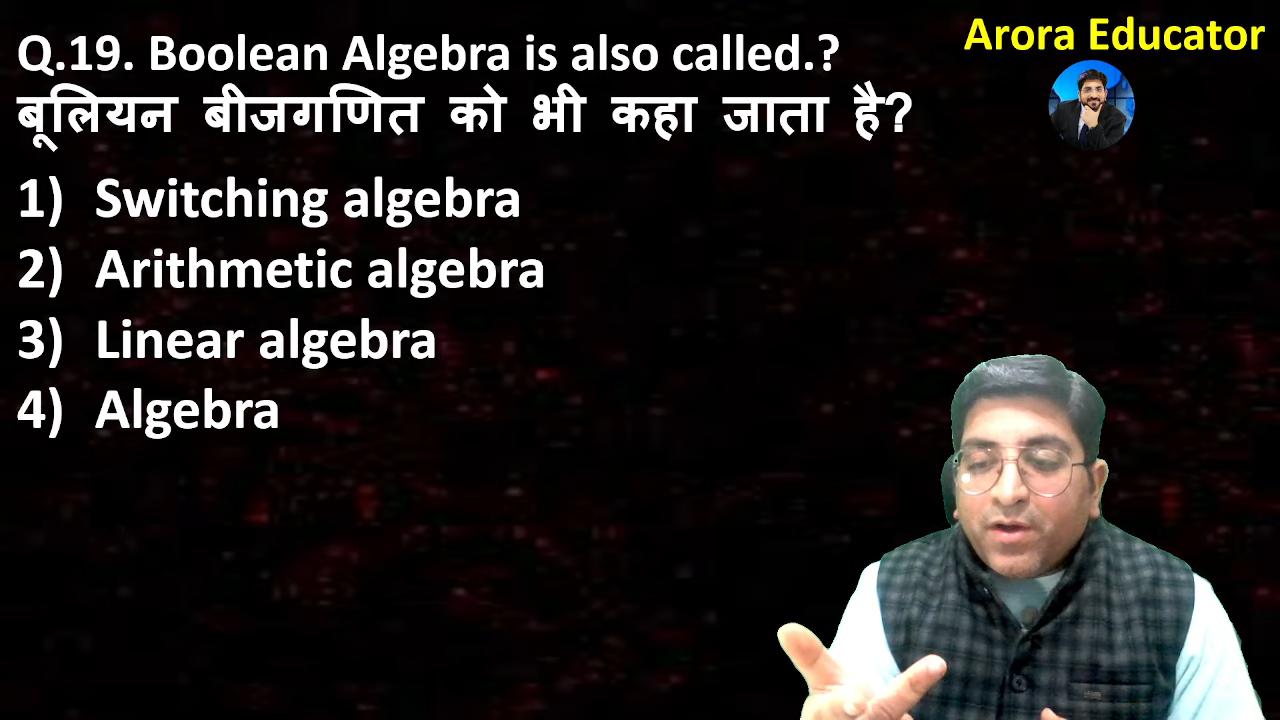 Q.19. Boolean Algebra is also called.?
बूलियन बीजगणित को भी कहा जाता है?
1) Switching algebra
2) Arithmetic algebra
3) Linear algebra
4) Algebra
Arora Educator